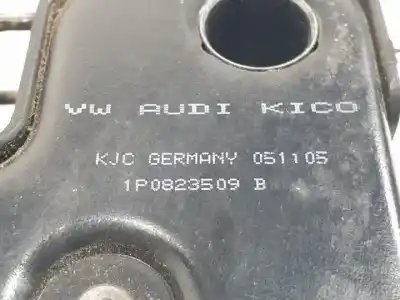 VW AUDI KICO
KJC GERMANY 051105
1P0823509 B